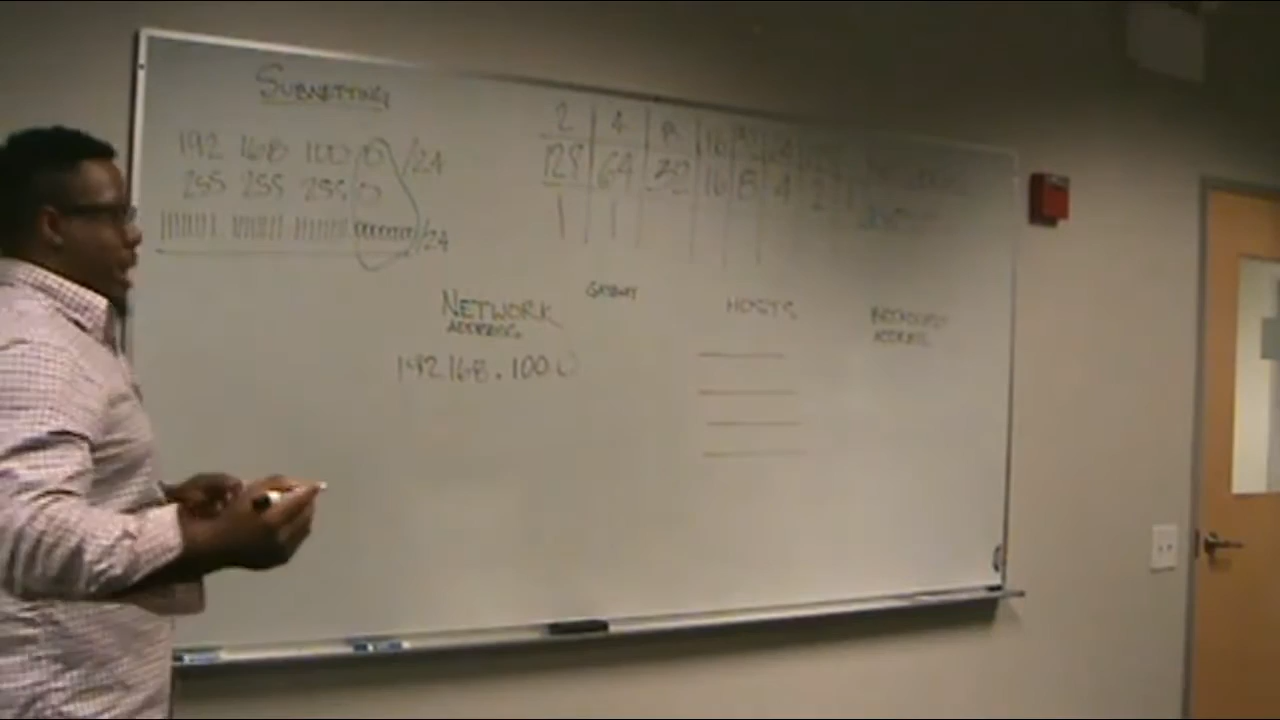 SUBNETTING
192 168 100 0 /24
255 255 255 0
11111111 11111111 11111111 00000000 /24
2 4 8 16
128 64 32 16 8 4 2 1
1 1
NETWORK
ADDRESS
GATEWAY
HOSTS
BROADCAST
ADDRESS
192.168.100.0